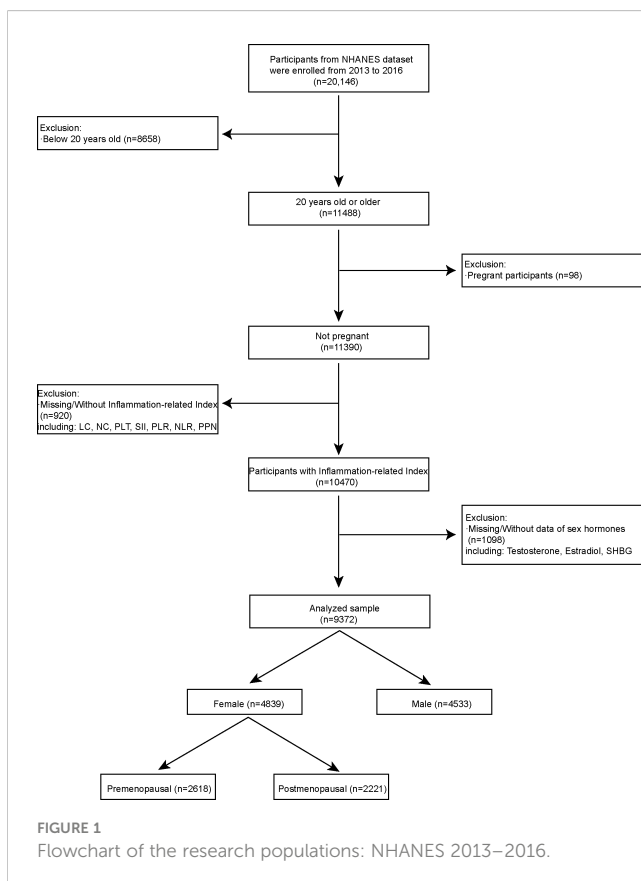 Participants from NHANES dataset
were enrolled from 2013 to 2016
(n=20,146)
Exclusion:
·Below 20 years old (n=8658)
20 years old or older
(n=11488)
Exclusion:
·Pregrant participants (n=98)
Not pregnant
(n=11390)
Exclusion:
·Missing/Without Inflammation-related Index
(n=920)
including: LC, NC, PLT, SII, PLR, NLR, PPN
Participants with Inflammation-related Index
(n=10470)
Exclusion:
·Missing/Without data of sex hormones
(n=1098)
including: Testosterone, Estradiol, SHBG
Analyzed sample
(n=9372)
Female (n=4839)
Male (n=4533)
Premenopausal (n=2618)
Postmenopausal (n=2221)
FIGURE 1
Flowchart of the research populations: NHANES 2013–2016.